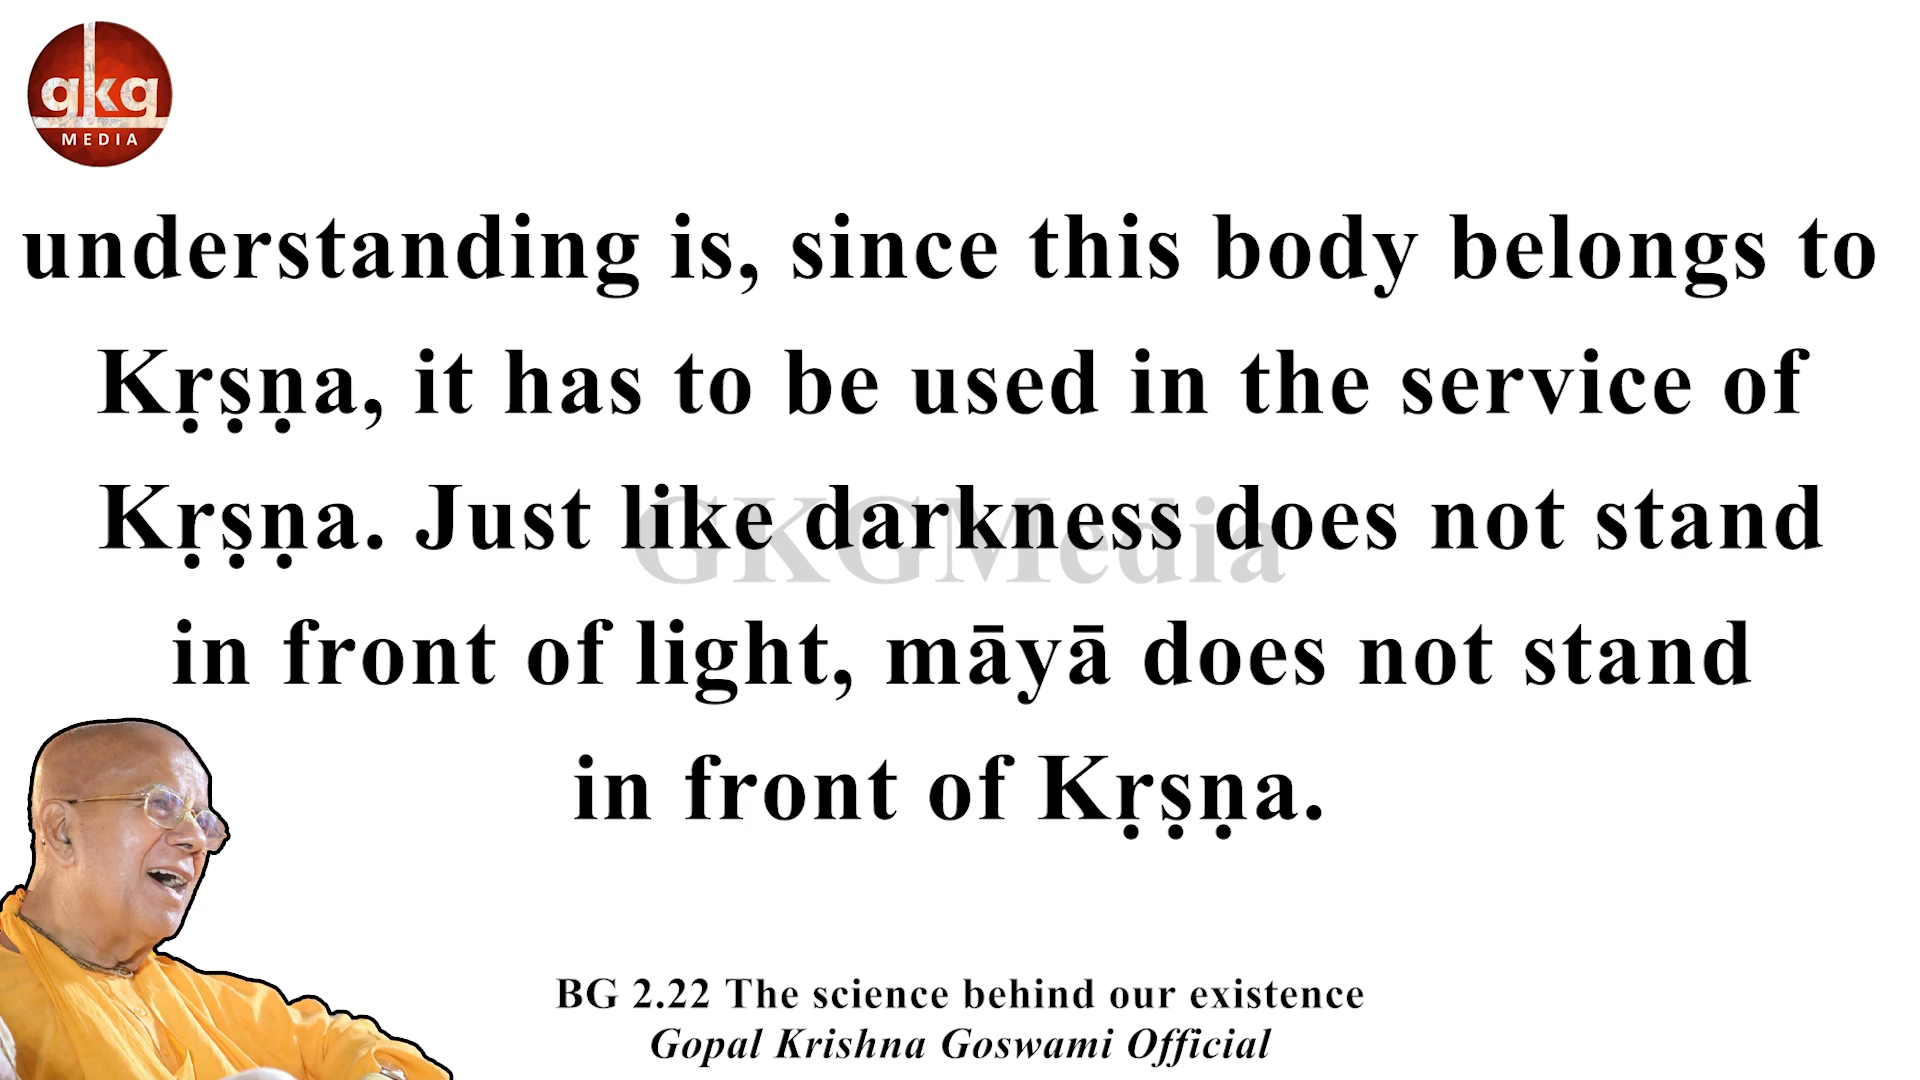 gkg
MEDIA
understanding is, since this body belongs to
Kṛṣṇa, it has to be used in the service of
Kṛṣṇa. Just like darkness does not stand
GKGMedia
in front of light, māyā does not stand
in front of Kṛṣṇa.
BG 2.22 The science behind our existence
Gopal Krishna Goswami Official